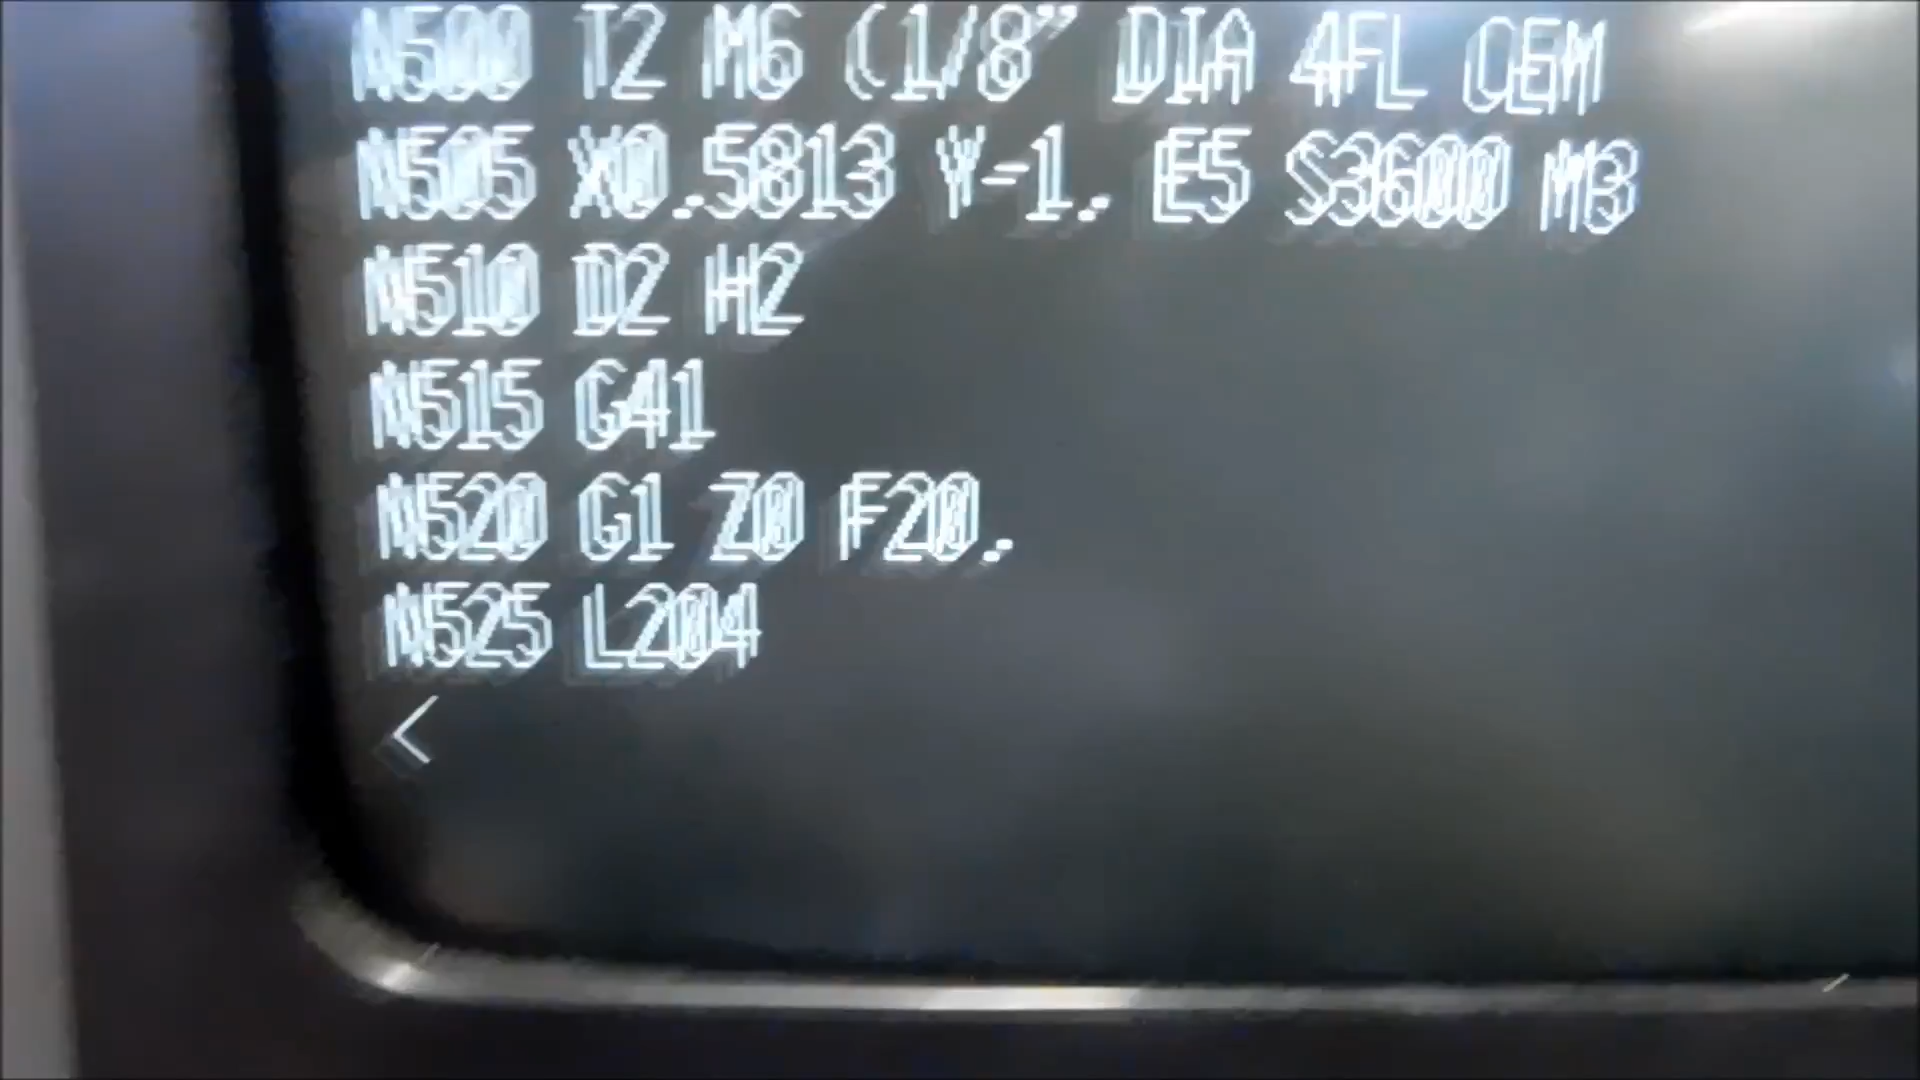 N500 T2 M6 (1/8" DIA 4FL CEM
N505 X0.5813 Y-1. E5 S3600 M3
N510 D2 H2
N515 G41
N520 G1 Z0 F20.
N525 L204
<